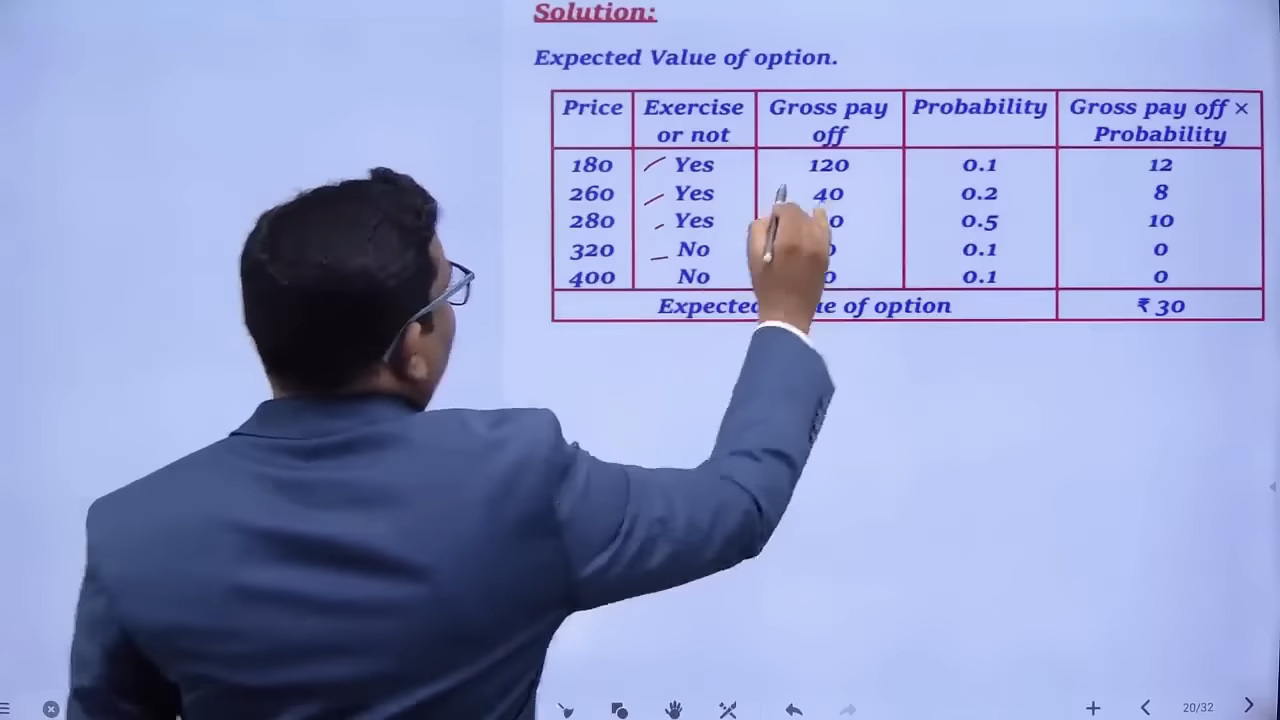 Solution:
Expected Value of option.
Price Exercise or not Gross pay off Probability Gross pay off × Probability
180 Yes 120 0.1 12
260 Yes 40 0.2 8
280 Yes 0.5 10
320 No 0.1 0
400 No 0 0.1 0
Expected of option ₹ 30
20/32